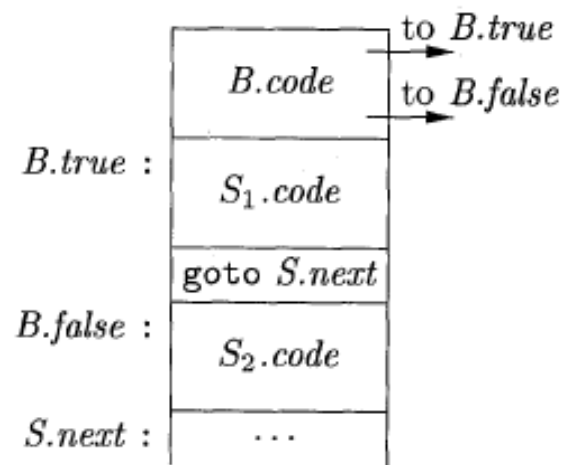 to B.true
B.code
to B.false
B.true :
S₁.code
goto S.next
B.false :
S₂.code
S.next :
...